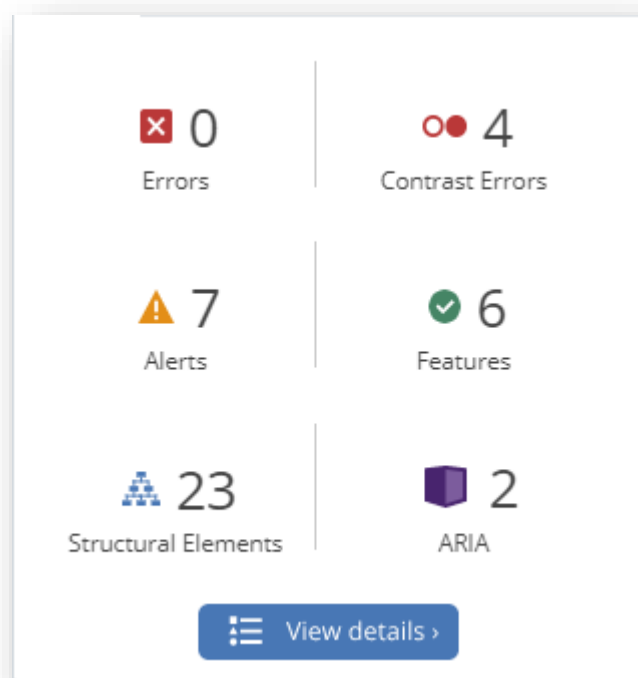 0 4
Errors Contrast Errors
7 6
Alerts Features
23 2
Structural Elements ARIA
View details ›